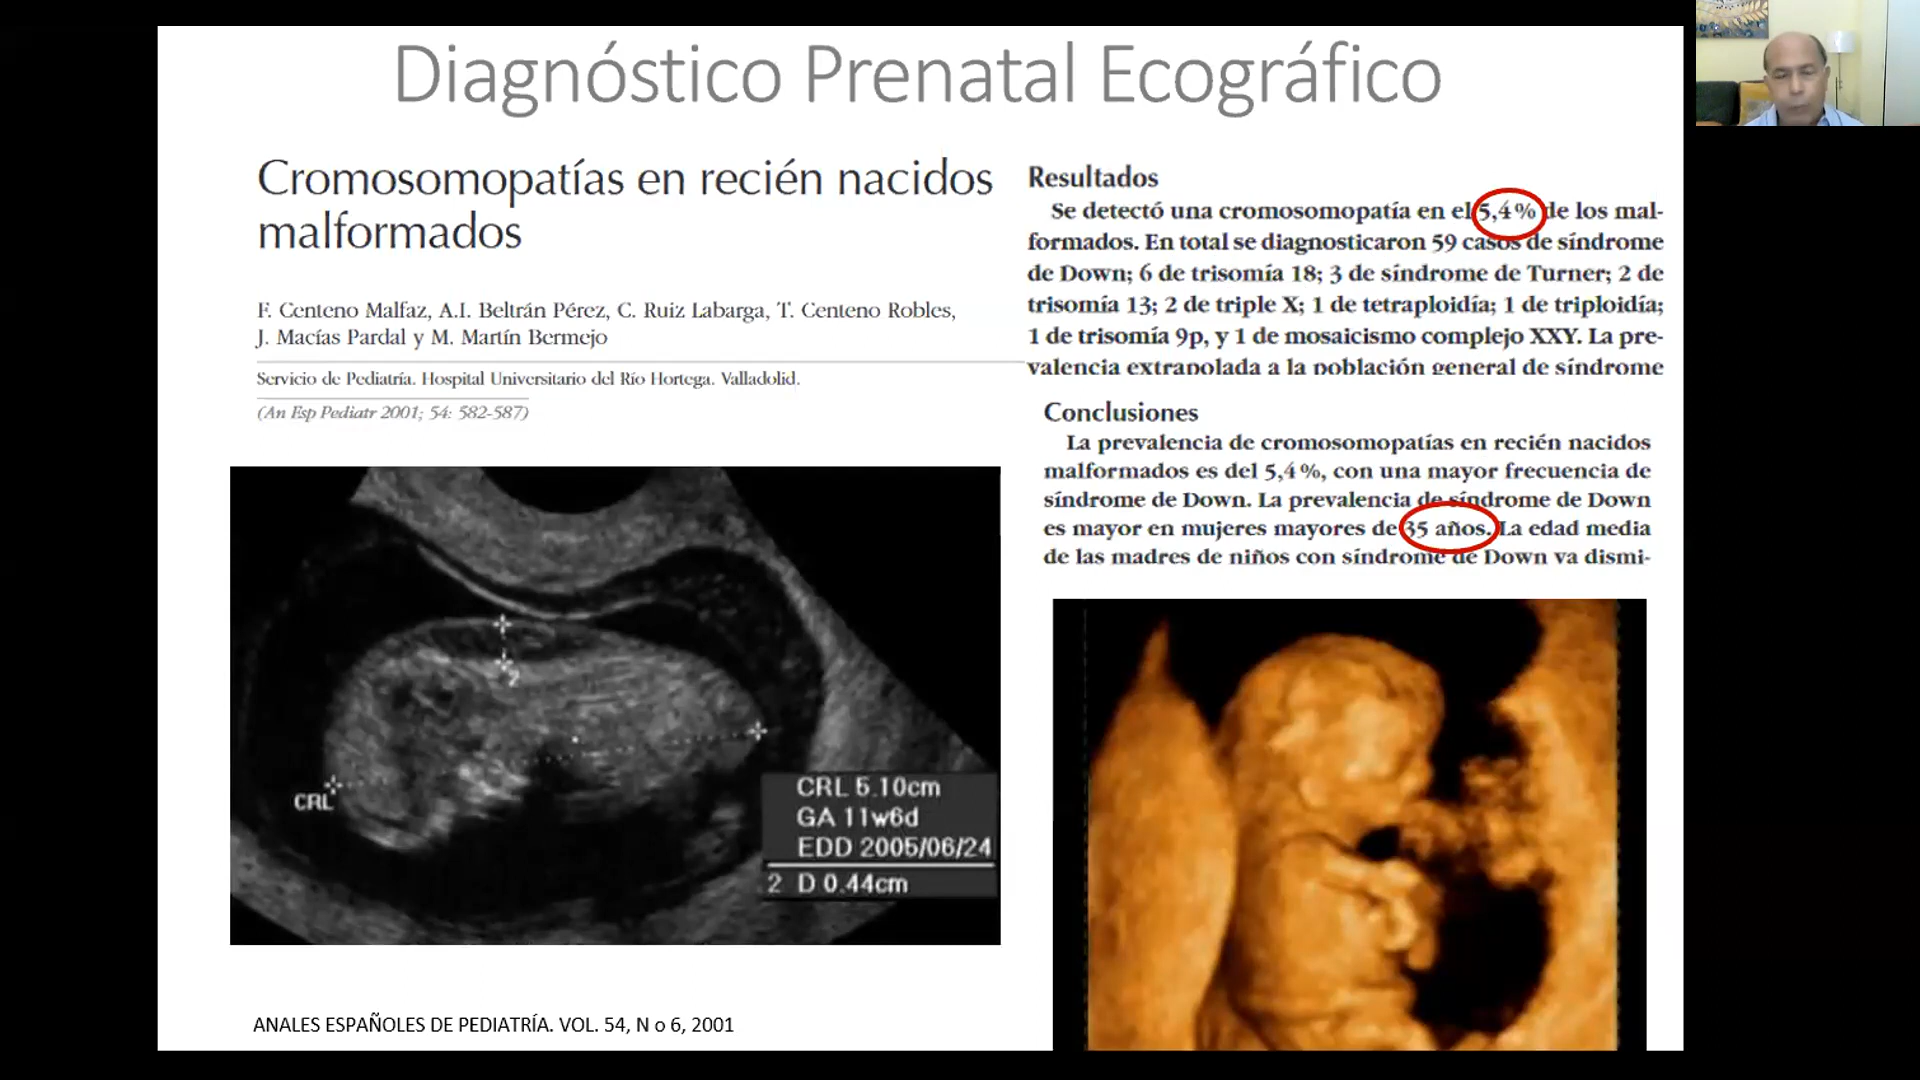 Diagnóstico Prenatal Ecográfico
Cromosomopatías en recién nacidos
malformados
F. Centeno Malfaz, A.I. Beltrán Pérez, C. Ruiz Labarga, T. Centeno Robles,
J. Macías Pardal y M. Martín Bermejo
Servicio de Pediatría. Hospital Universitario del Río Hortega. Valladolid.
(An Esp Pediatr 2001; 54: 582-587)
Resultados
Se detectó una cromosomopatía en el 5,4 % de los mal-
formados. En total se diagnosticaron 59 casos de síndrome
de Down; 6 de trisomía 18; 3 de síndrome de Turner; 2 de
trisomía 13; 2 de triple X; 1 de tetraploidía; 1 de triploidía;
1 de trisomía 9p, y 1 de mosaicismo complejo XXY. La pre-
valencia extrapolada a la población general de síndrome
Conclusiones
La prevalencia de cromosomopatías en recién nacidos
malformados es del 5,4 %, con una mayor frecuencia de
síndrome de Down. La prevalencia de síndrome de Down
es mayor en mujeres mayores de 35 años. La edad media
de las madres de niños con síndrome de Down va dismi-
2
CRL
CRL 5.10cm
GA 11w6d
EDD 2005/06/24
2 D 0.44cm
ANALES ESPAÑOLES DE PEDIATRÍA. VOL. 54, N o 6, 2001